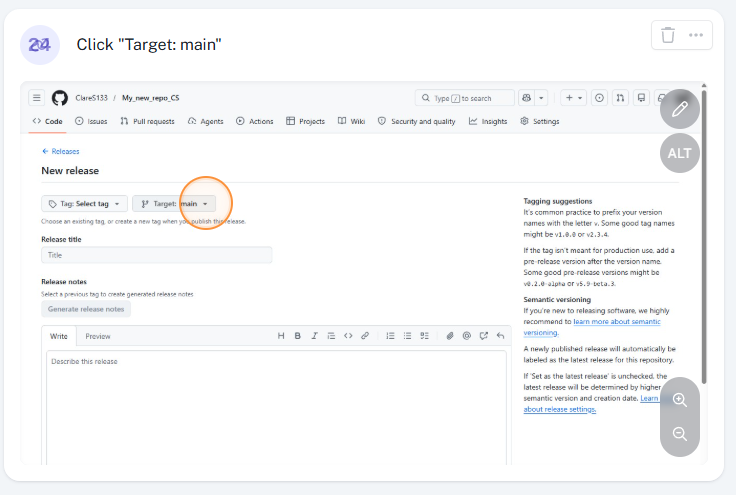 24 Click "Target: main"
ClareS133 / My_new_repo_CS
Type / to search
Code Issues Pull requests Agents Actions Projects Wiki Security and quality Insights Settings
← Releases
New release
Tag: Select tag Target: main
Choose an existing tag, or create a new tag when you publish this release.
Release title
Title
Release notes
Select a previous tag to create generated release notes
Generate release notes
Write Preview
Describe this release
Tagging suggestions
It's common practice to prefix your version
names with the letter v. Some good tag names
might be v1.0.0 or v2.3.4.
If the tag isn't meant for production use, add a
pre-release version after the version name.
Some good pre-release versions might be
v0.2.0-alpha or v5.9-beta.3.
Semantic versioning
If you're new to releasing software, we highly
recommend to learn more about semantic
versioning.
A newly published release will automatically be
labeled as the latest release for this repository.
If 'Set as the latest release' is unchecked, the
latest release will be determined by higher
semantic version and creation date. Learn
about release settings.
ALT